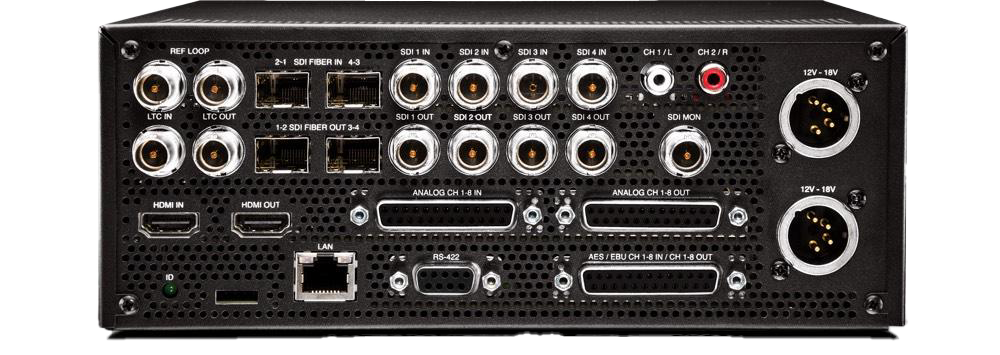 REF LOOP
2-1 SDI FIBER IN 4-3
SDI 1 IN
SDI 2 IN
SDI 3 IN
SDI 4 IN
CH 1 / L
CH 2 / R
12V - 18V
LTC IN
LTC OUT
1-2 SDI FIBER OUT 3-4
SDI 1 OUT
SDI 2 OUT
SDI 3 OUT
SDI 4 OUT
SDI MON
HDMI IN
HDMI OUT
ANALOG CH 1-8 IN
ANALOG CH 1-8 OUT
12V - 18V
LAN
RS-422
AES / EBU CH 1-8 IN / CH 1-8 OUT
ID